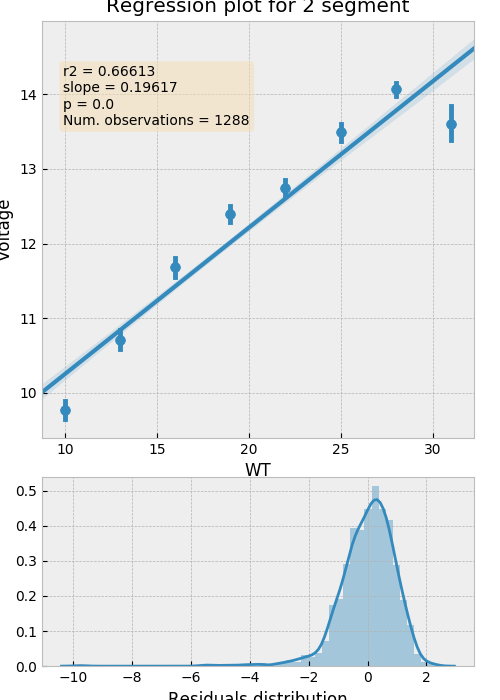 Regression plot for 2 segment
r2 = 0.66613
slope = 0.19617
p = 0.0
Num. observations = 1288
14
13
12
11
10
voltage
10 15 20 25 30
WT
0.5
0.4
0.3
0.2
0.1
0.0
−10 −8 −6 −4 −2 0 2
Residuals distribution